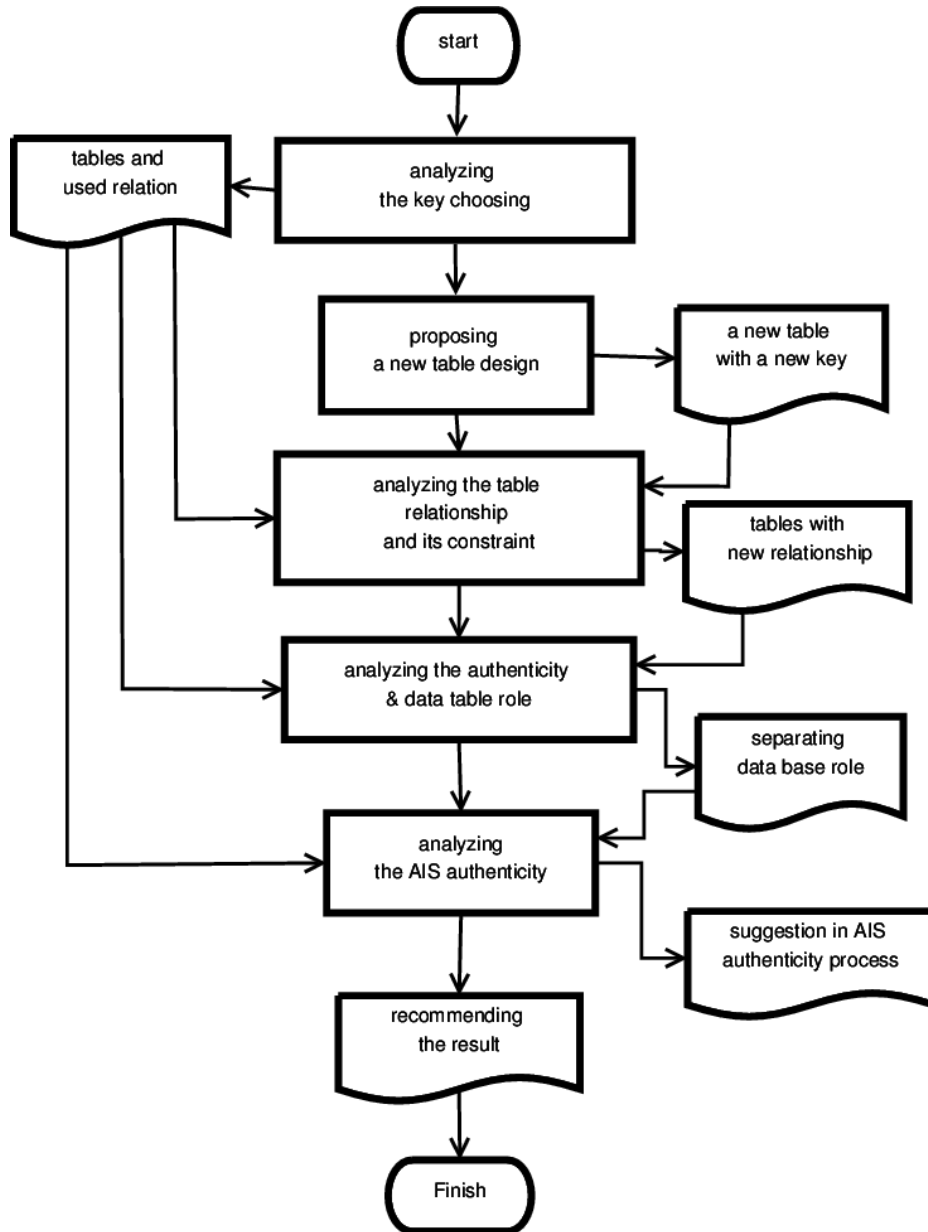 start
tables and
used relation
analyzing
the key choosing
proposing
a new table design
a new table
with a new key
analyzing the table
relationship
and its constraint
tables with
new relationship
analyzing the authenticity
& data table role
separating
data base role
analyzing
the AIS authenticity
suggestion in AIS
authenticity process
recommending
the result
Finish